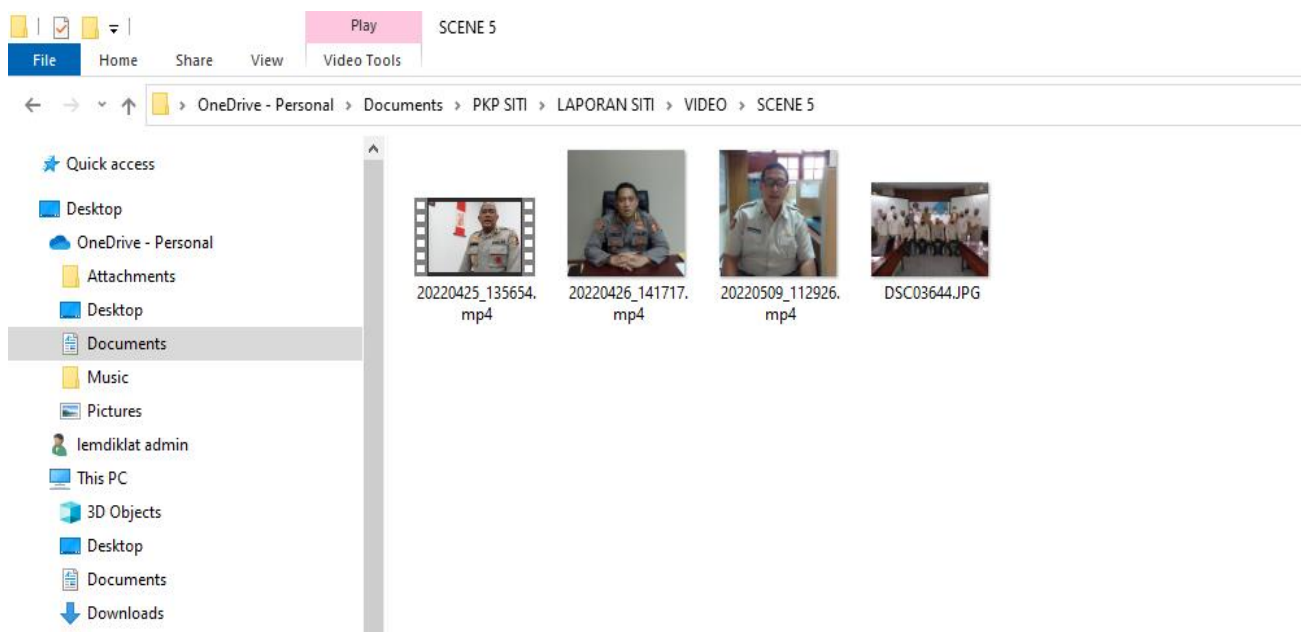 Play SCENE 5
File Home Share View Video Tools
OneDrive - Personal > Documents > PKP SITI > LAPORAN SITI > VIDEO > SCENE 5
Quick access
Desktop
OneDrive - Personal
Attachments
Desktop
Documents
Music
Pictures
lemdiklat admin
This PC
3D Objects
Desktop
Documents
Downloads
20220425_135654.
mp4
20220426_141717.
mp4
20220509_112926.
mp4
DSC03644.JPG